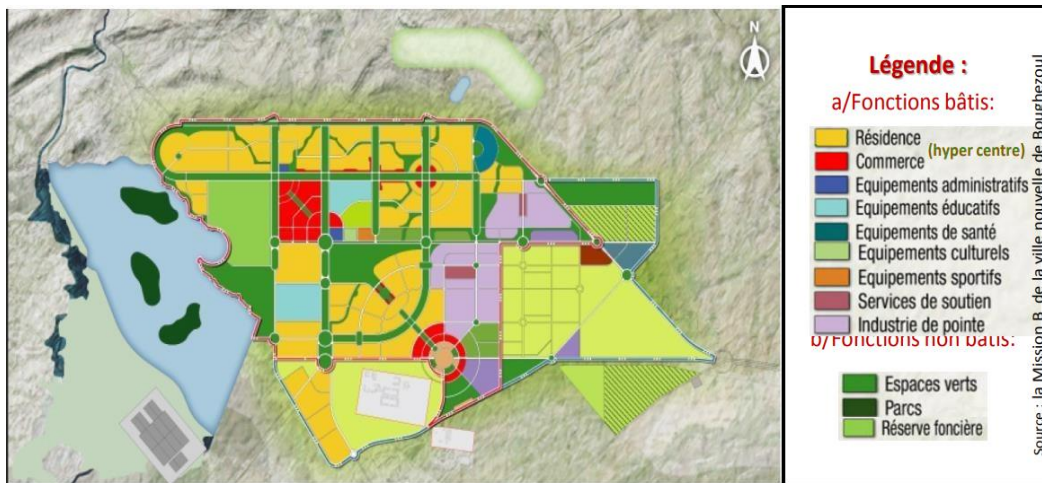 N
Légende :
a/Fonctions bâtis:
Résidence
Commerce (hyper centre)
Equipements administratifs
Equipements éducatifs
Equipements de santé
Equipements culturels
Equipements sportifs
Services de soutien
Industrie de pointe
b/Fonctions non bâtis:
Espaces verts
Parcs
Réserve foncière
Source : la Mission B. de la ville nouvelle de Boughezoul